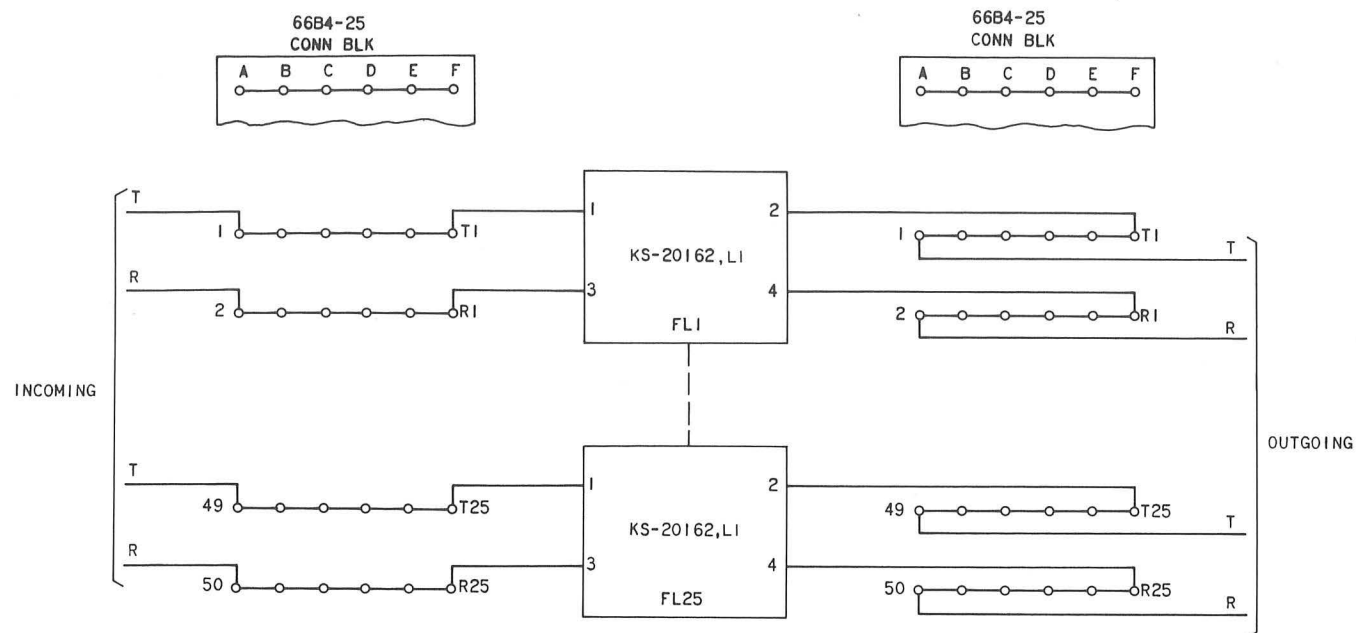 66B4-25
CONN BLK
A B C D E F
66B4-25
CONN BLK
A B C D E F
INCOMING
T
1 T1
R
2 R1
1 2
KS-20162,L1
3 4
FL1
1 T1
T
2 R1
R
T
49 T25
R
50 R25
1 2
KS-20162,L1
3 4
FL25
49 T25
T
50 R25
R
OUTGOING